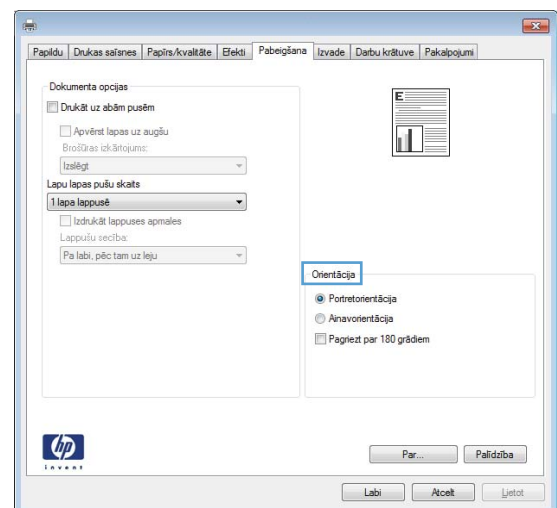 Papildu Drukas saīsnes Papīrs/kvalitāte Efekti Pabeigšana Izvade Darbu krātuve Pakalpojumi
Dokumenta opcijas
Drukāt uz abām pusēm
Apvērst lapas uz augšu
Brošūras izkārtojums:
Izslēgt
Lapu lapas pušu skaits
1 lapa lappusē
Izdrukāt lappuses apmales
Lappušu secība:
Pa labi, pēc tam uz leju
E
Orientācija
Portretorientācija
Ainavorientācija
Pagriezt par 180 grādiem
hp
invent
Par... Palīdzība
Labi Atcelt Lietot